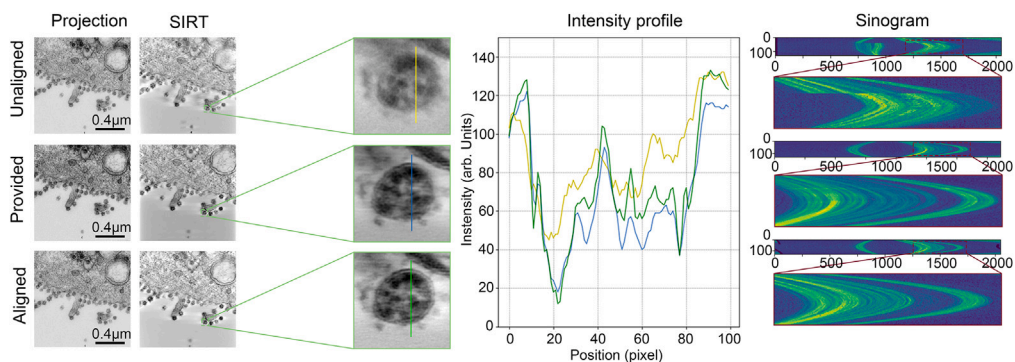 Projection SIRT Intensity profile Sinogram
Unaligned
0.4µm
Provided
0.4µm
Aligned
0.4µm
Instensity (arb. Units)
140
120
100
80
60
40
20
0
0 20 40 60 80 100
Position (pixel)
0
100
0 500 1000 1500 2000
0
100
0 500 1000 1500 2000
0
100
0 500 1000 1500 2000